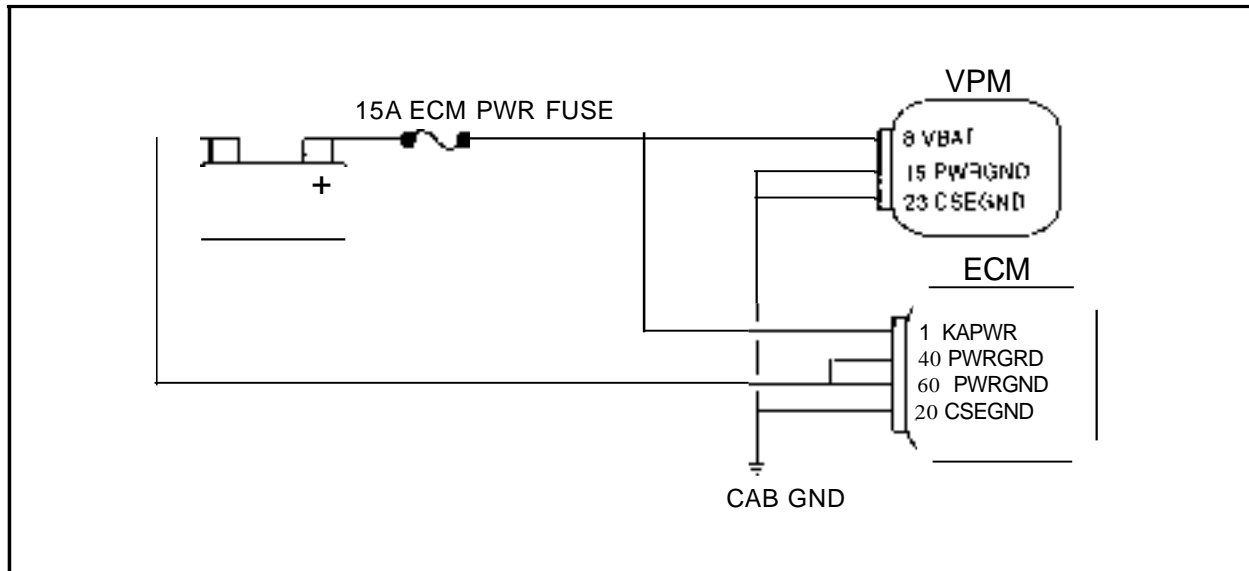 VPM
15A ECM PWR FUSE
8 VBAT
15 PWRGND
+
23 CSEGND
ECM
1 KAPWR
40 PWRGRD
60 PWRGND
20 CSEGND
CAB GND